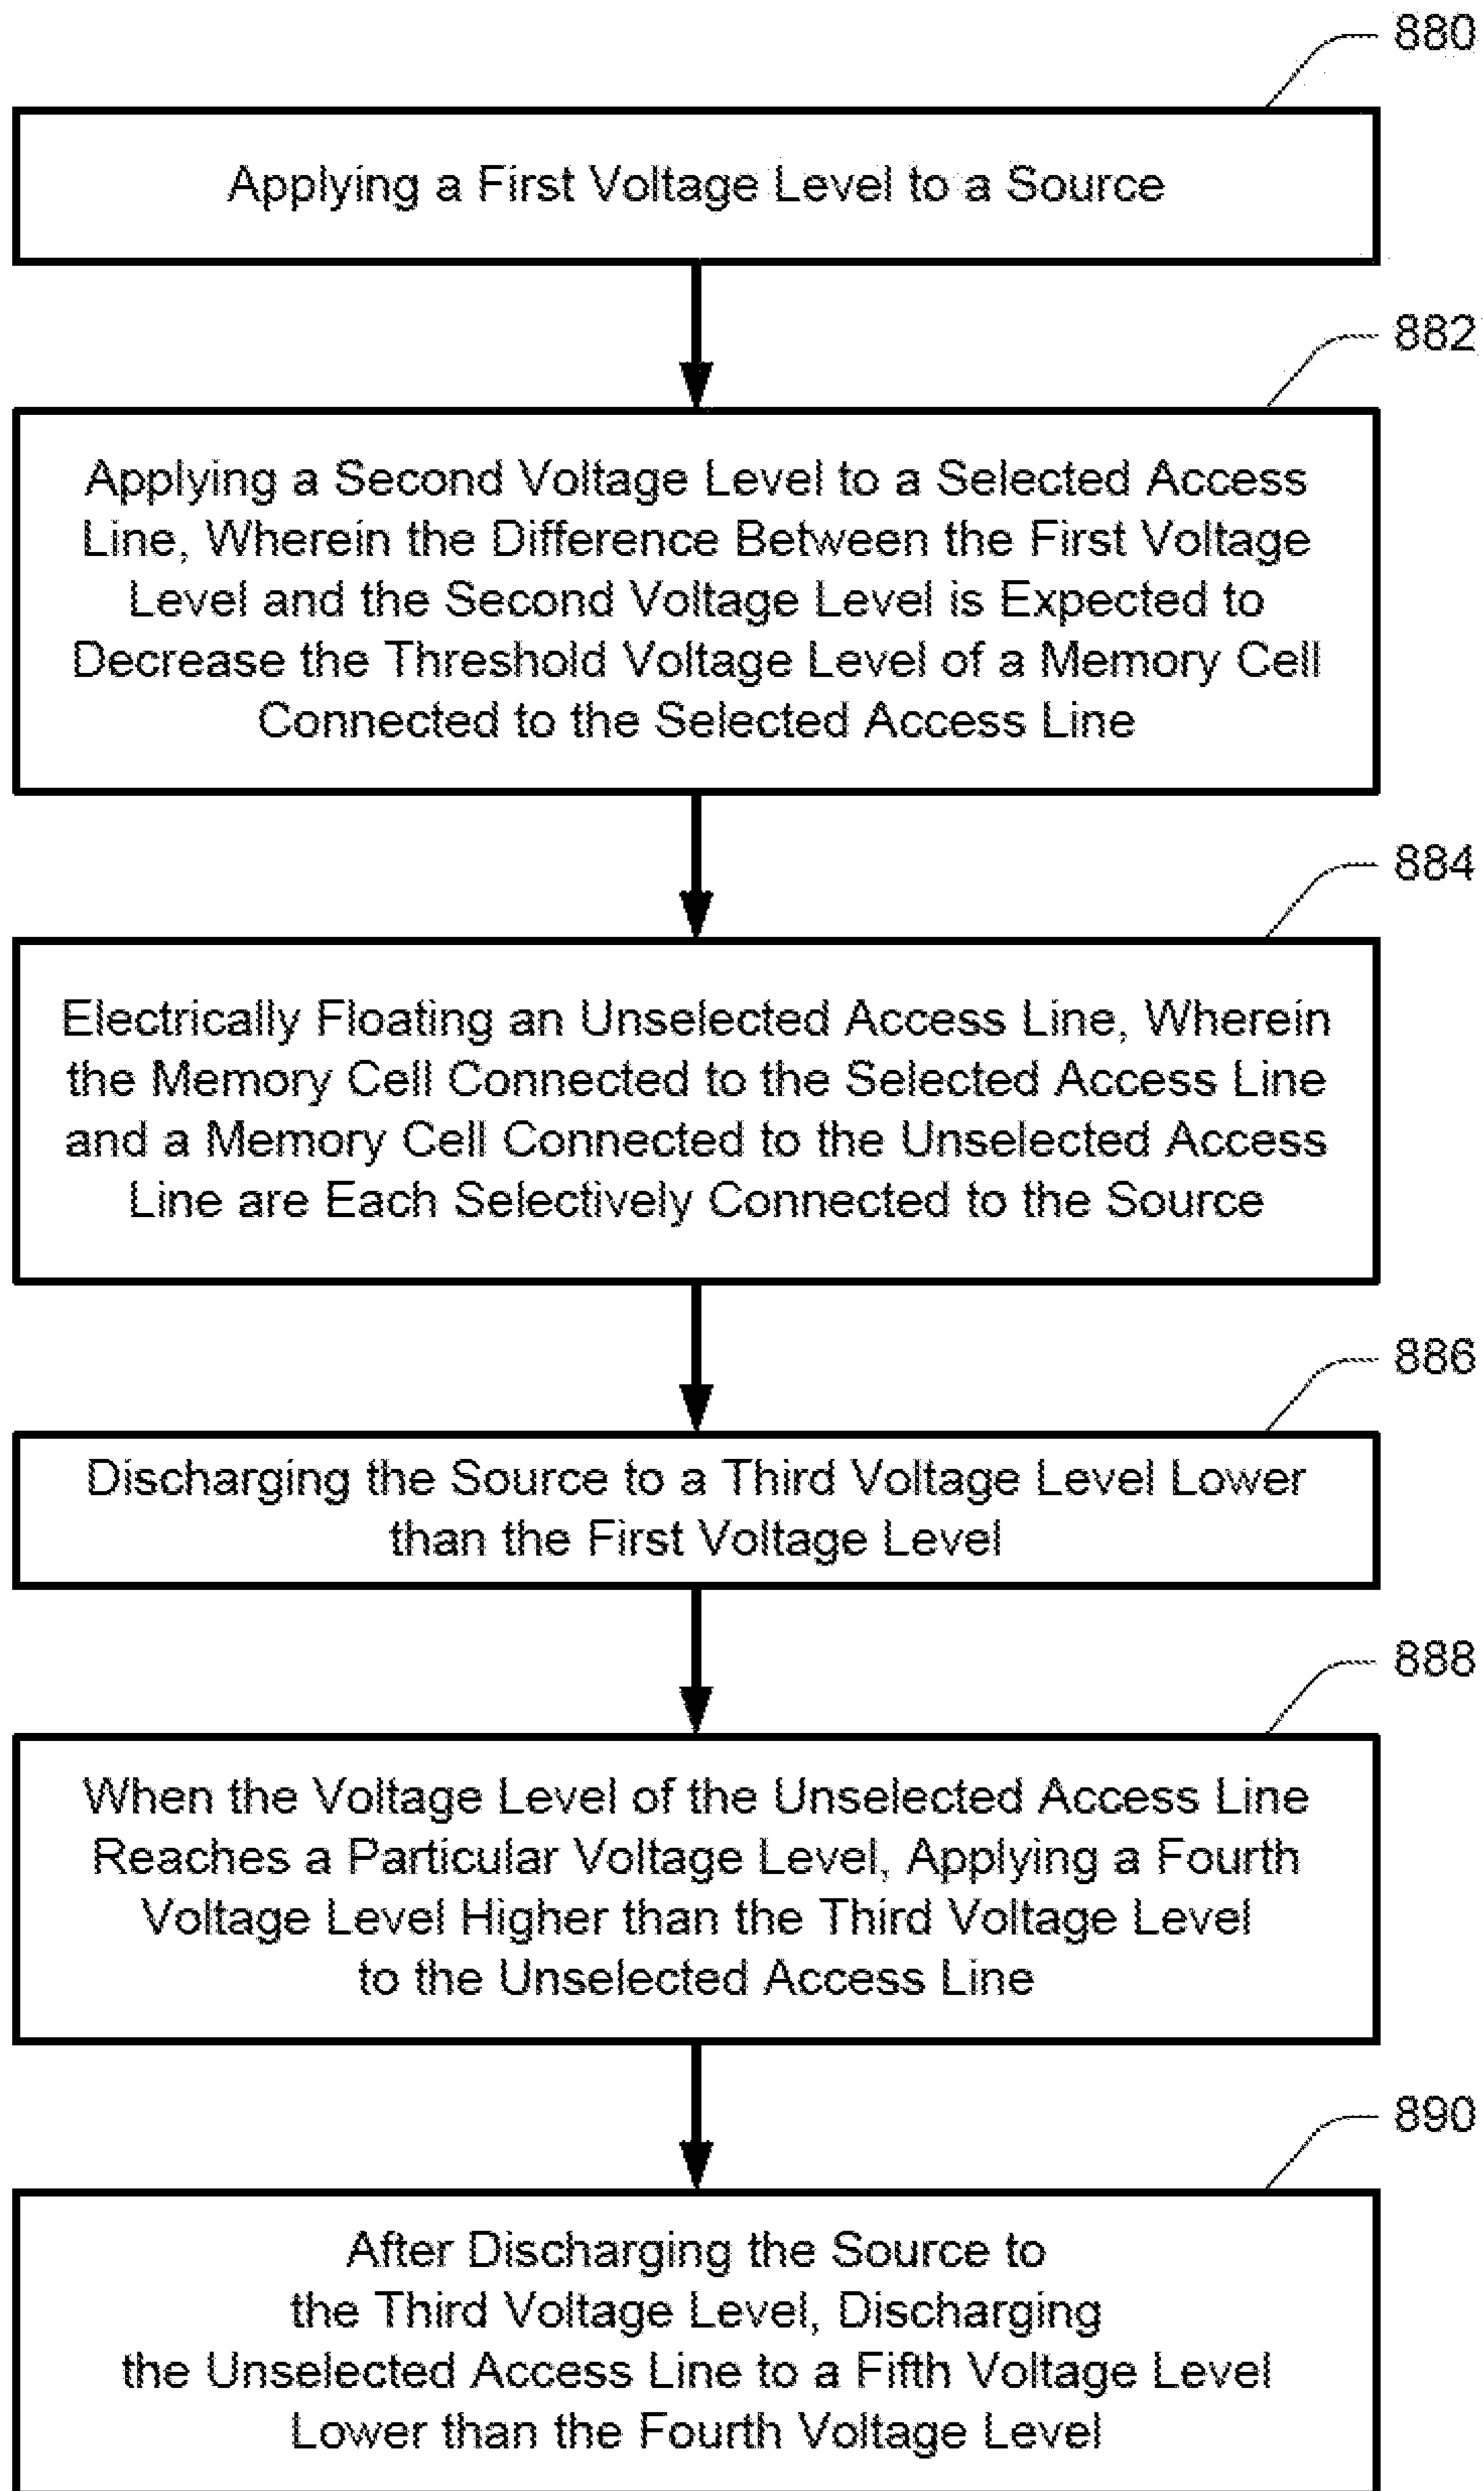 880
Applying a First Voltage Level to a Source
882
Applying a Second Voltage Level to a Selected Access
Line, Wherein the Difference Between the First Voltage
Level and the Second Voltage Level is Expected to
Decrease the Threshold Voltage Level of a Memory Cell
Connected to the Selected Access Line
884
Electrically Floating an Unselected Access Line, Wherein
the Memory Cell Connected to the Selected Access Line
and a Memory Cell Connected to the Unselected Access
Line are Each Selectively Connected to the Source
886
Discharging the Source to a Third Voltage Level Lower
than the First Voltage Level
888
When the Voltage Level of the Unselected Access Line
Reaches a Particular Voltage Level, Applying a Fourth
Voltage Level Higher than the Third Voltage Level
to the Unselected Access Line
890
After Discharging the Source to
the Third Voltage Level, Discharging
the Unselected Access Line to a Fifth Voltage Level
Lower than the Fourth Voltage Level